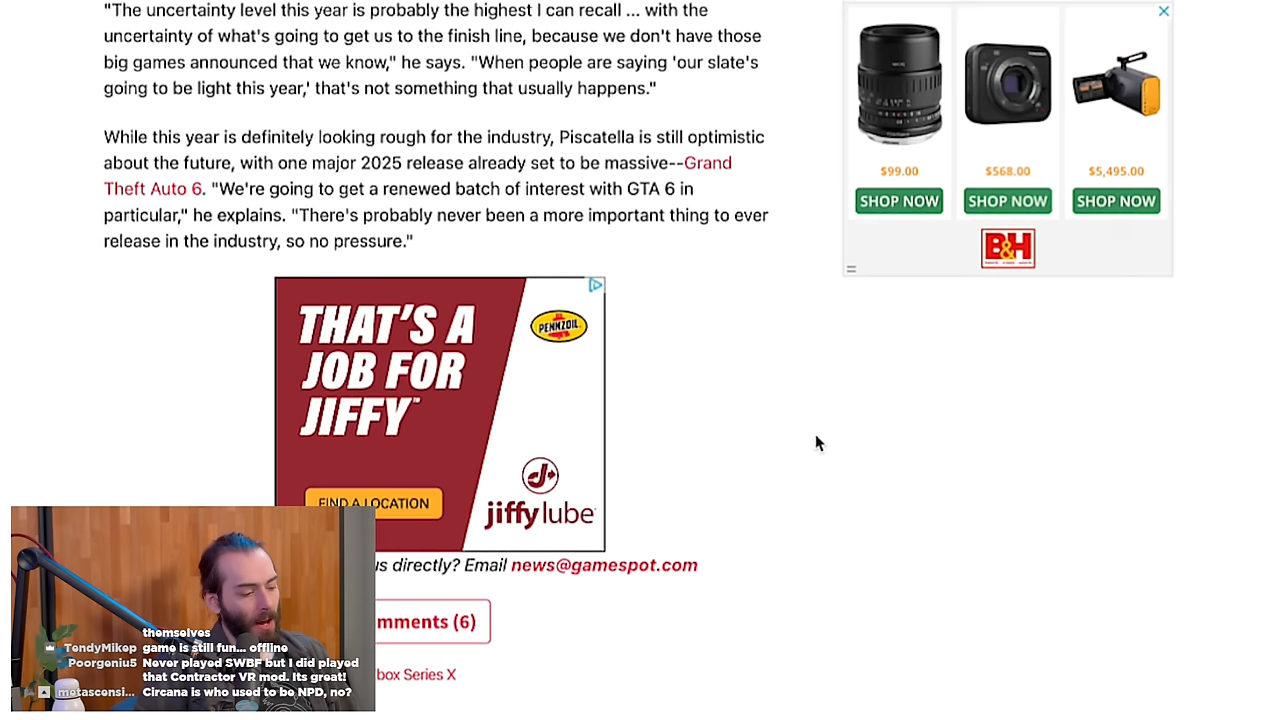 "The uncertainty level this year is probably the highest I can recall ... with the
uncertainty of what's going to get us to the finish line, because we don't have those
big games announced that we know," he says. "When people are saying 'our slate's
going to be light this year,' that's not something that usually happens."
While this year is definitely looking rough for the industry, Piscatella is still optimistic
about the future, with one major 2025 release already set to be massive--Grand
Theft Auto 6. "We're going to get a renewed batch of interest with GTA 6 in
particular," he explains. "There's probably never been a more important thing to ever
release in the industry, so no pressure."
$99.00
$568.00
$5,495.00
SHOP NOW
SHOP NOW
SHOP NOW
B&H
THAT'S A
JOB FOR
JIFFY™
PENNZOIL
FIND A LOCATION
jiffy lube
us directly? Email news@gamespot.com
mments (6)
box Series X
themselves
TendyMikep game is still fun... offline
Poorgeniu5 Never played SWBF but I did played
that Contractor VR mod. Its great!
metascensi... Circana is who used to be NPD, no?